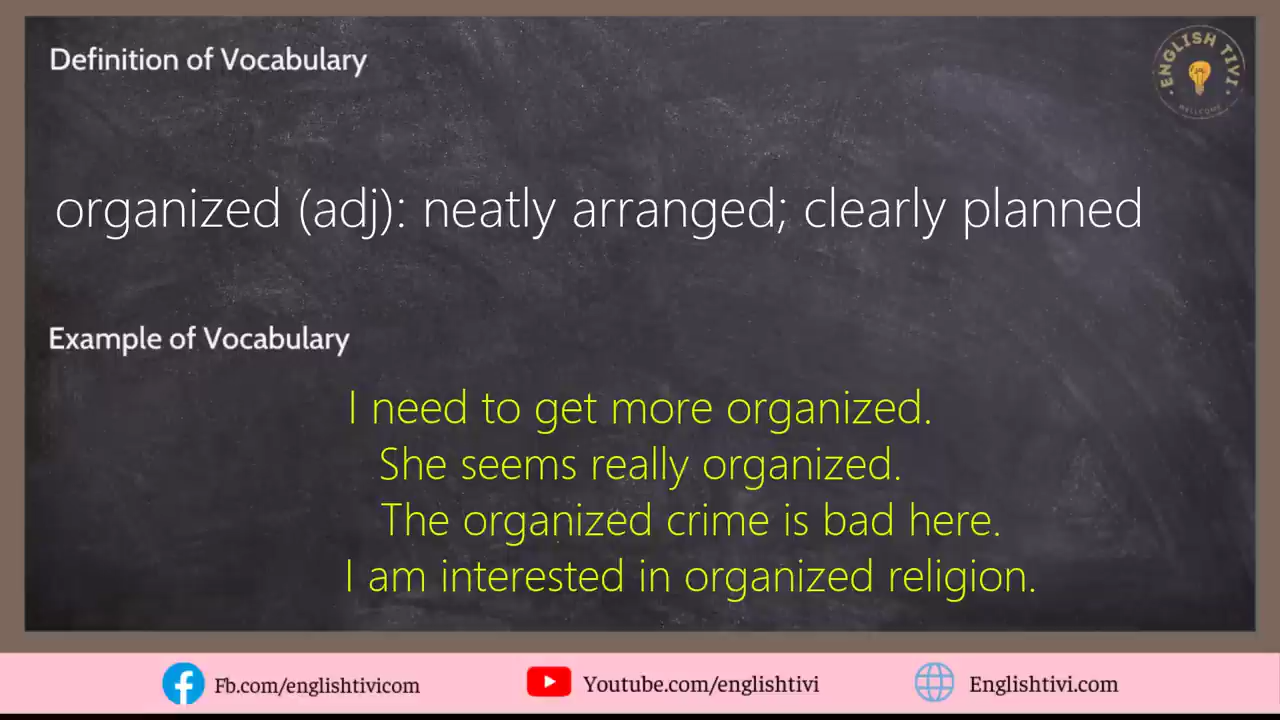 Definition of Vocabulary
ENGLISH TIVI
WELLCOME
organized (adj): neatly arranged; clearly planned
Example of Vocabulary
I need to get more organized.
She seems really organized.
The organized crime is bad here.
I am interested in organized religion.
Fb.com/englishtivicom
Youtube.com/englishtivi
Englishtivi.com